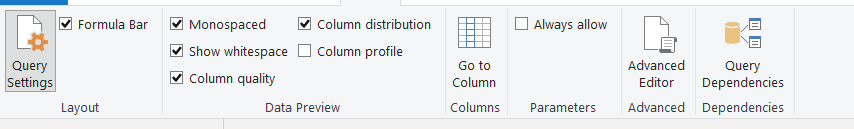 Query
Settings
Formula Bar
Layout
Monospaced
Show whitespace
Column quality
Column distribution
Column profile
Data Preview
Go to
Column
Columns
Always allow
Parameters
Advanced
Editor
Advanced
Query
Dependencies
Dependencies